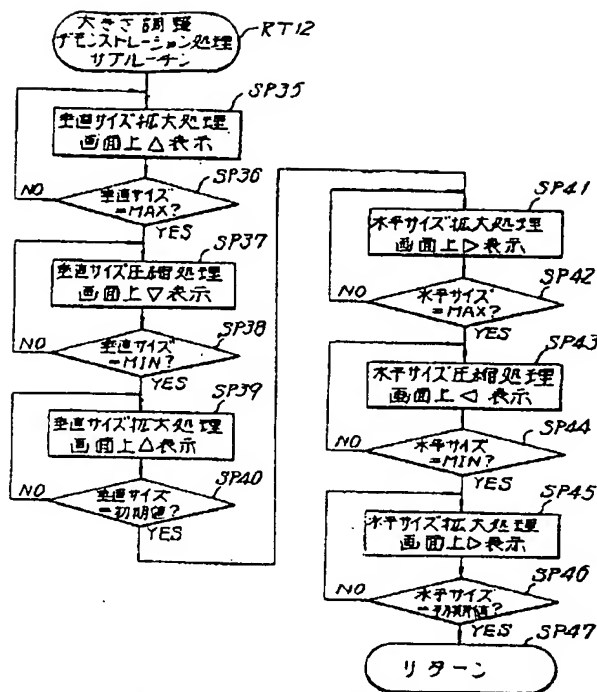 大きさ調整
デモンストレーション処理
サブルーチン
RT12
SP35
垂直サイズ拡大処理
画面上△表示
SP36
垂直サイズ
=MAX?
NO
YES
SP37
垂直サイズ圧縮処理
画面上▽表示
SP38
垂直サイズ
=MIN?
NO
YES
SP39
垂直サイズ拡大処理
画面上△表示
SP40
垂直サイズ
=初期値?
NO
YES
SP41
水平サイズ拡大処理
画面上▷表示
SP42
水平サイズ
=MAX?
NO
YES
SP43
水平サイズ圧縮処理
画面上◁表示
SP44
水平サイズ
=MIN?
NO
YES
SP45
水平サイズ拡大処理
画面上▷表示
SP46
水平サイズ
=初期値?
NO
YES
SP47
リターン